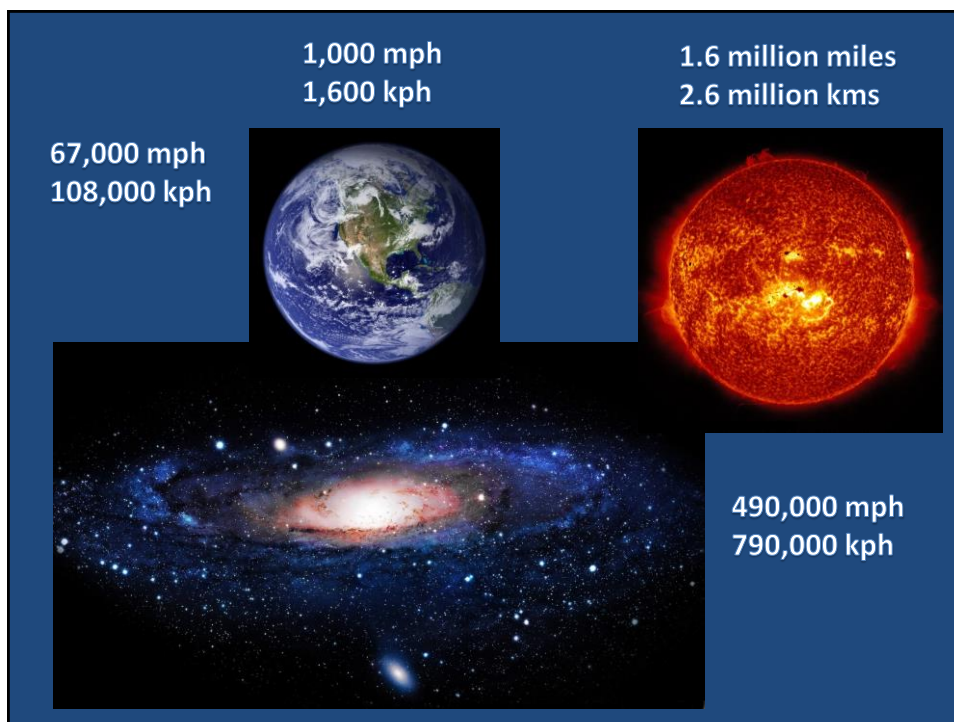 1,000 mph
1,600 kph
1.6 million miles
2.6 million kms
67,000 mph
108,000 kph
490,000 mph
790,000 kph